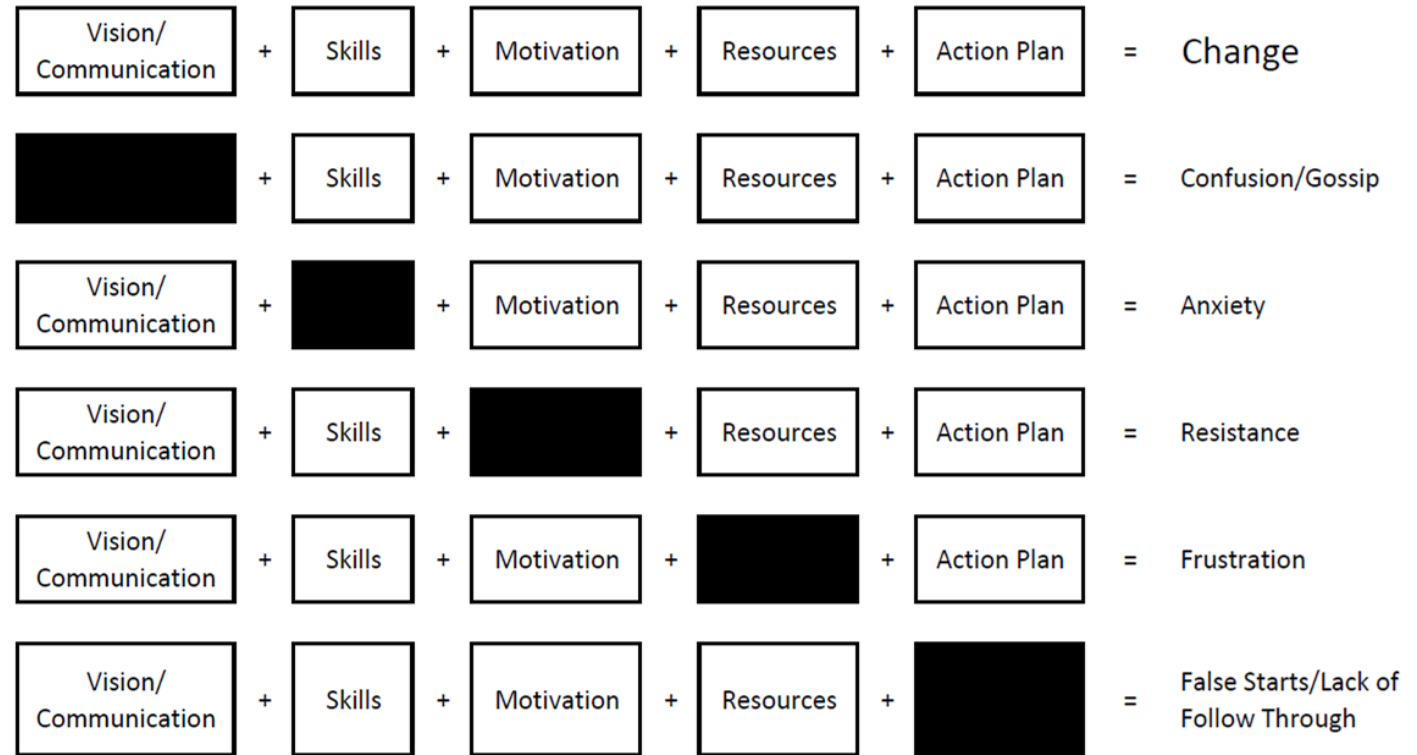 Vision/
Communication + Skills + Motivation + Resources + Action Plan = Change
+ Skills + Motivation + Resources + Action Plan = Confusion/Gossip
Vision/
Communication + + Motivation + Resources + Action Plan = Anxiety
Vision/
Communication + Skills + + Resources + Action Plan = Resistance
Vision/
Communication + Skills + Motivation + + Action Plan = Frustration
Vision/
Communication + Skills + Motivation + Resources + = False Starts/Lack of
Follow Through